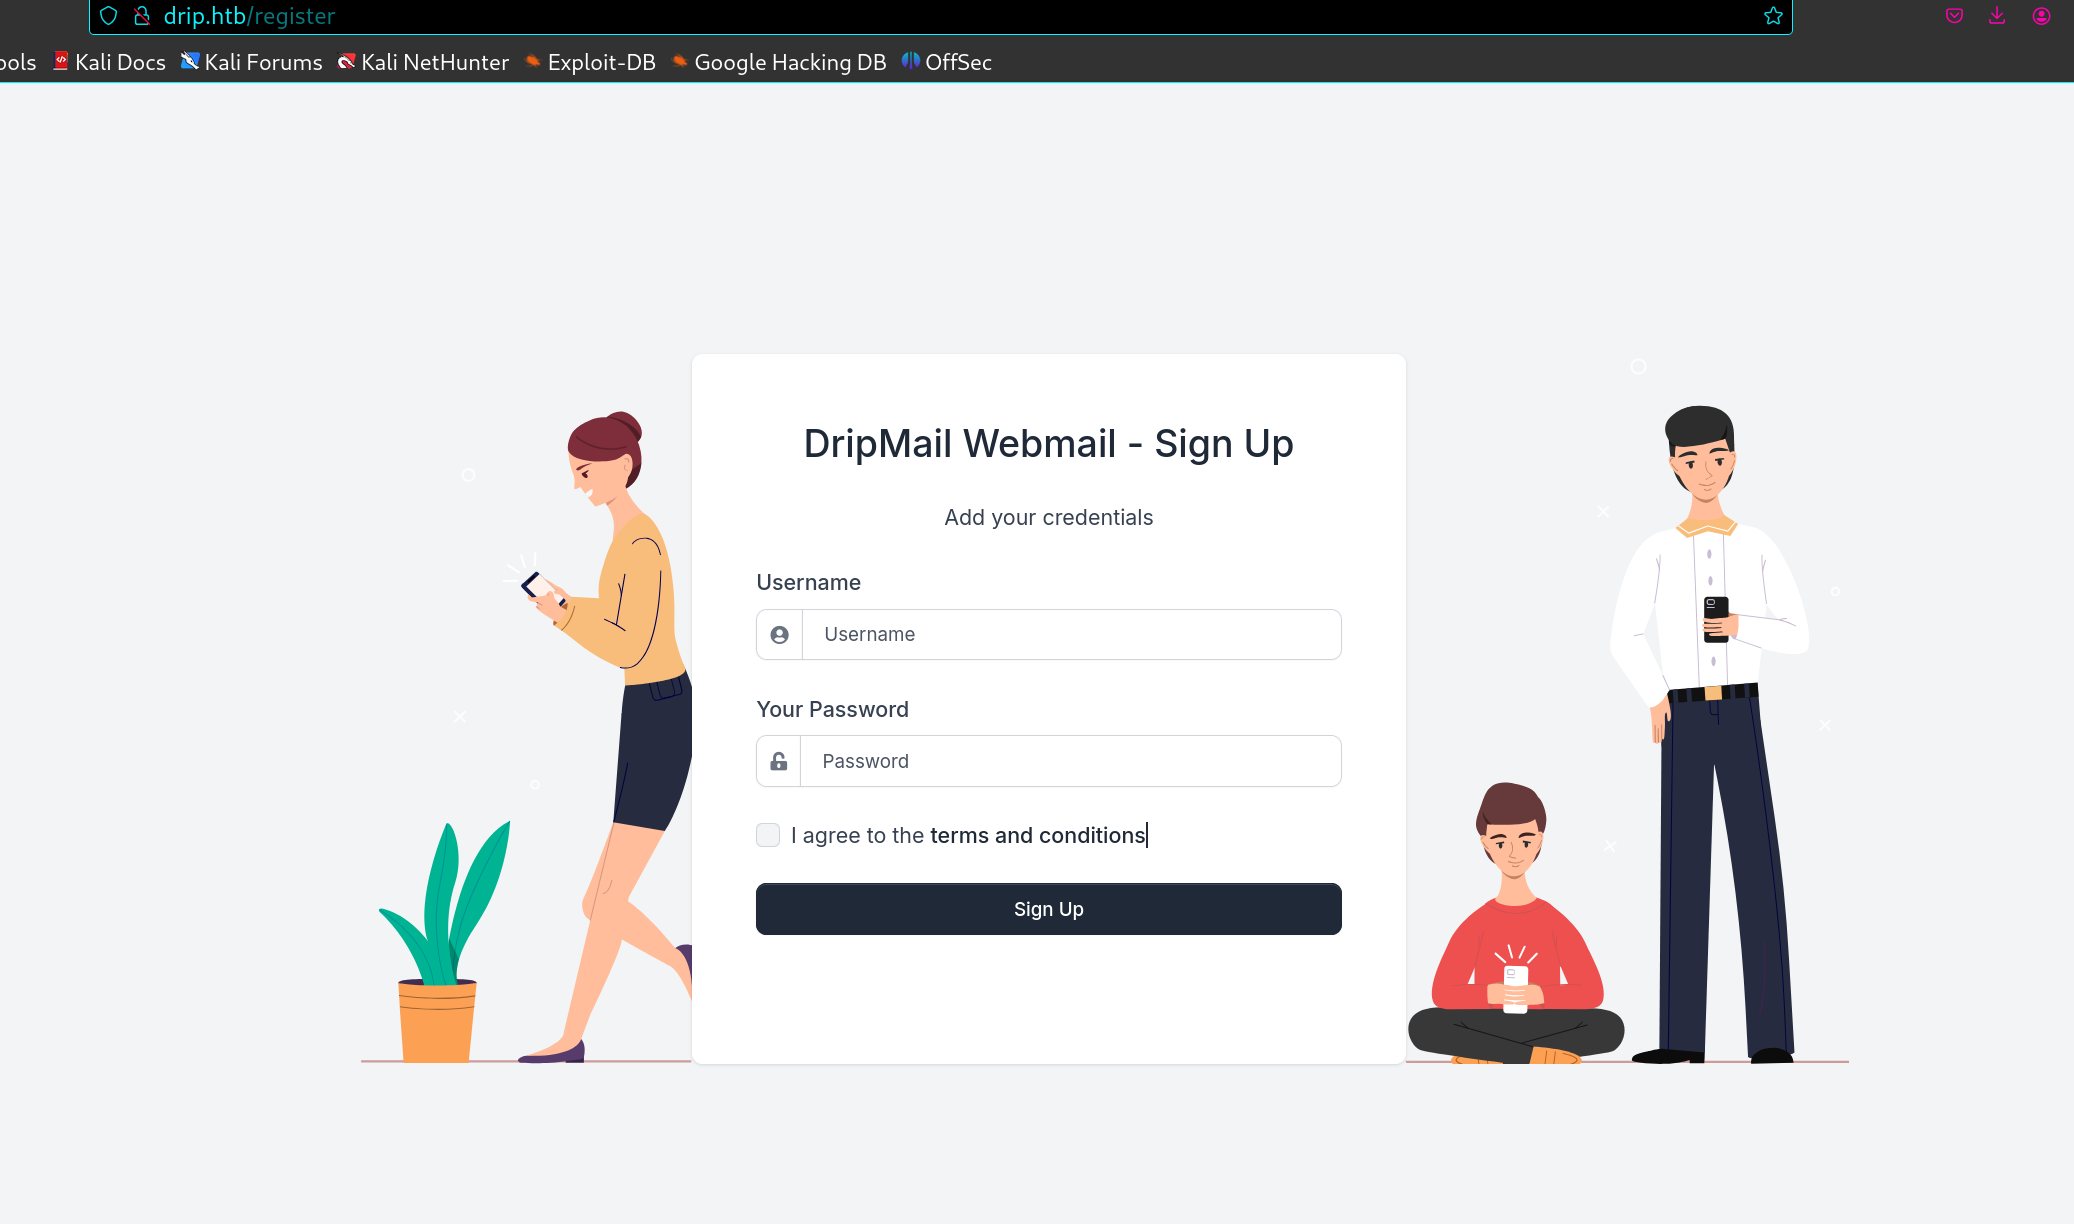 drip.htb/register
ools Kali Docs Kali Forums Kali NetHunter Exploit-DB Google Hacking DB OffSec
DripMail Webmail - Sign Up
Add your credentials
Username
Username
Your Password
Password
I agree to the terms and conditions
Sign Up